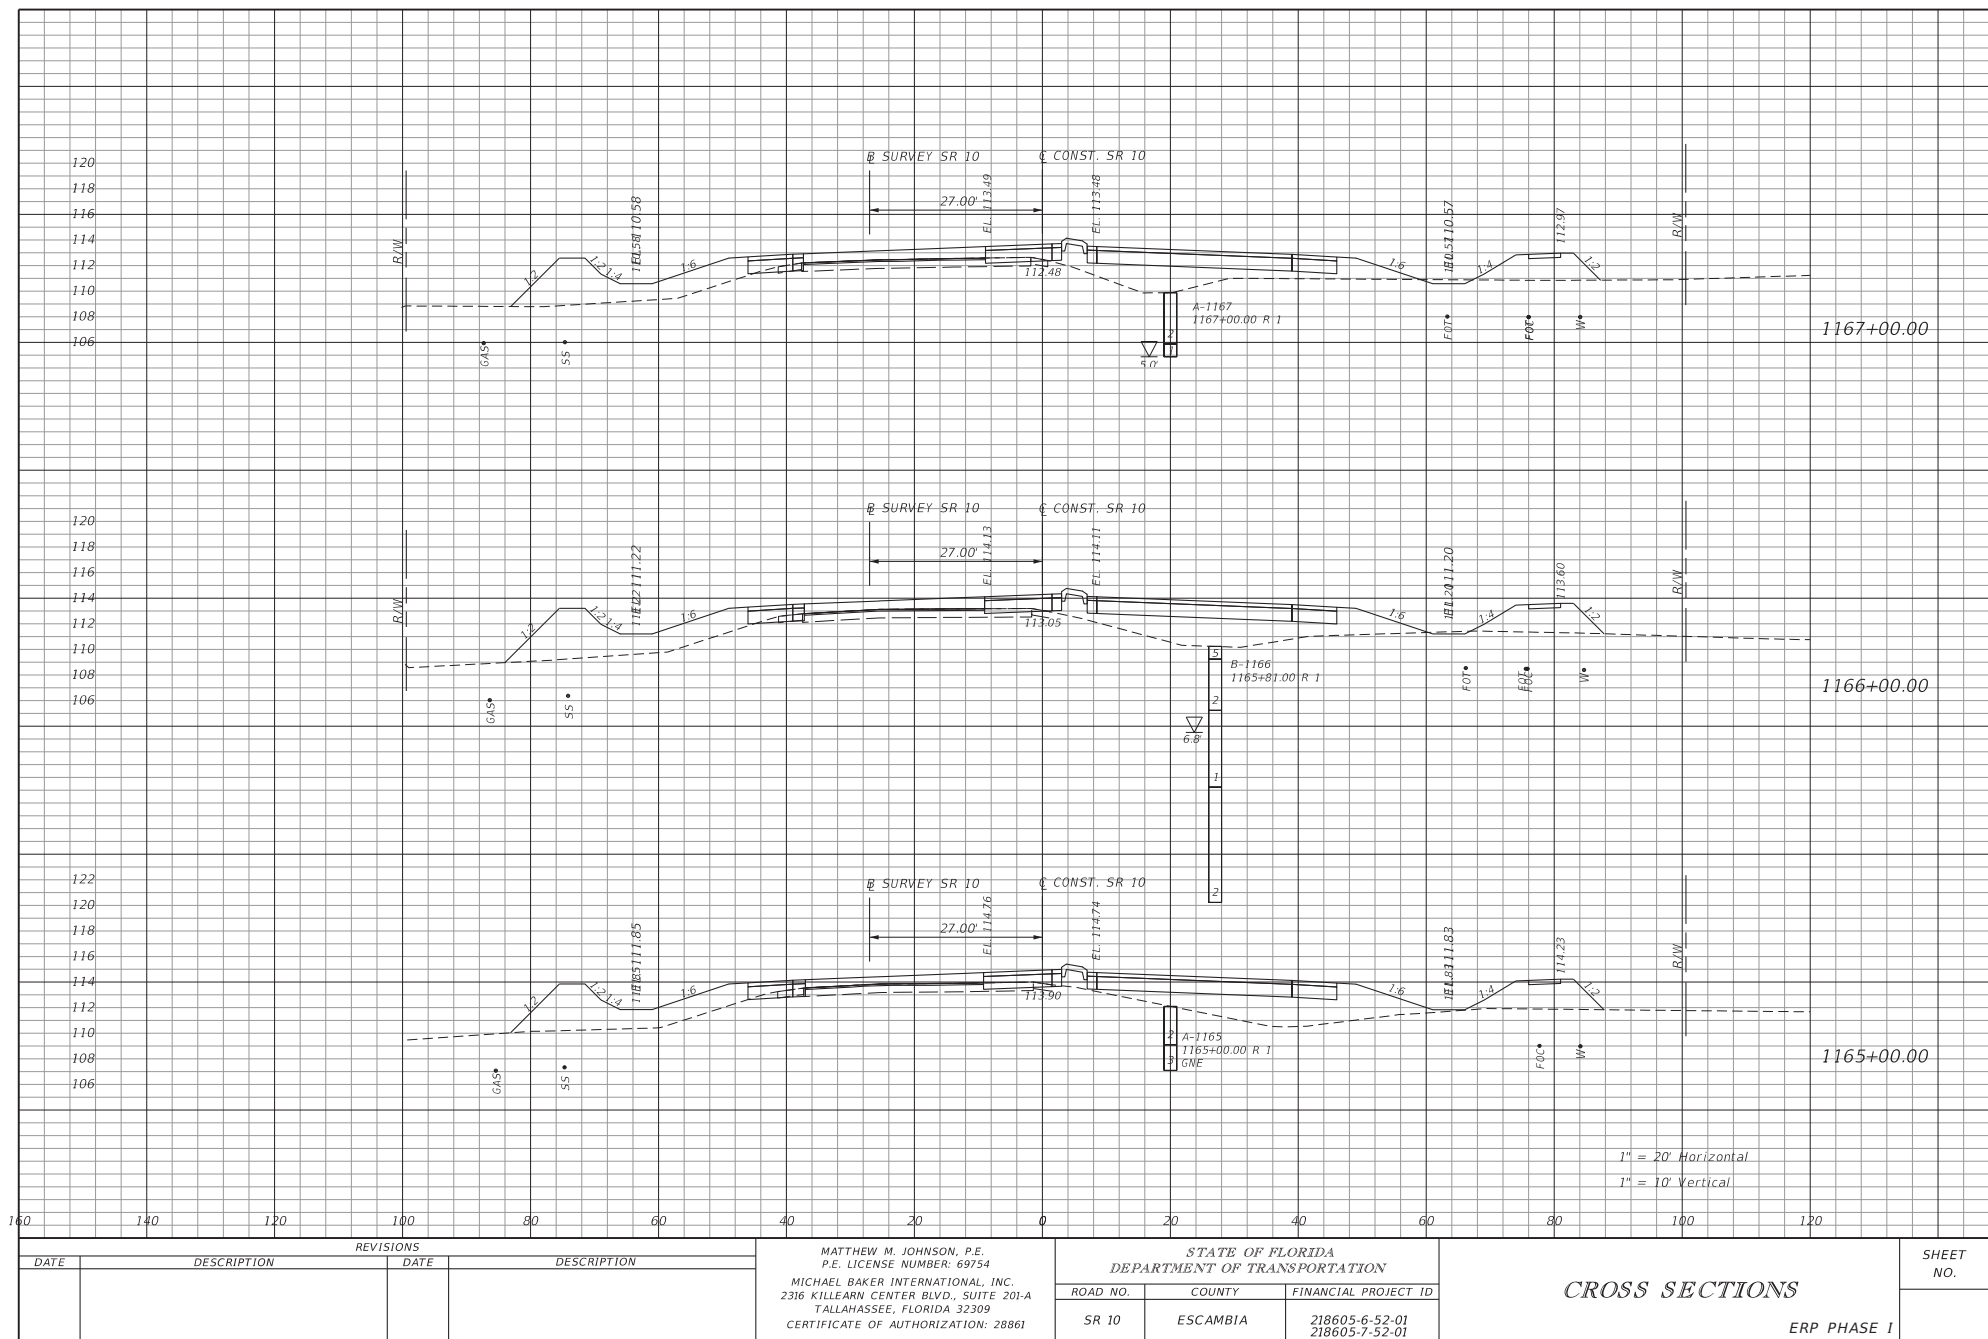 120
118
116
114
112
110
108
106
R/W
GAS
SS
1:2
1:2
1:4
EL. 110.58
1:6
B SURVEY SR 10
27.00'
EL. 113.49
C CONST. SR 10
EL. 113.48
112.48
A-1167
1167+00.00 R 1
2
1
5.0'
1:6
110.57
1:4
112.97
1:2
FOT
FOC
W
R/W
1167+00.00
120
118
116
114
112
110
108
106
R/W
GAS
SS
1:2
1:2
1:4
111.22
1:6
B SURVEY SR 10
27.00'
EL. 114.13
C CONST. SR 10
EL. 114.11
113.05
5
B-1166
1165+81.00 R 1
2
6.8'
1
2
1:6
111.20
1:4
113.60
1:2
FOT
FOC
W
R/W
1166+00.00
122
120
118
116
114
112
110
108
106
GAS
SS
1:2
1:2
1:4
111.85
1:6
B SURVEY SR 10
27.00'
EL. 114.76
C CONST. SR 10
EL. 114.74
113.90
2
A-1165
1165+00.00 R 1
3
GNE
1:6
111.83
1:4
114.23
1:2
FOC
W
R/W
1165+00.00
1" = 20' Horizontal
1" = 10' Vertical
160 140 120 100 80 60 40 20 0 20 40 60 80 100 120
REVISIONS
DATE DESCRIPTION DATE DESCRIPTION
MATTHEW M. JOHNSON, P.E.
P.E. LICENSE NUMBER: 69754
MICHAEL BAKER INTERNATIONAL, INC.
2316 KILLEARN CENTER BLVD., SUITE 201-A
TALLAHASSEE, FLORIDA 32309
CERTIFICATE OF AUTHORIZATION: 28861
STATE OF FLORIDA
DEPARTMENT OF TRANSPORTATION
ROAD NO. COUNTY FINANCIAL PROJECT ID
SR 10 ESCAMBIA 218605-6-52-01
218605-7-52-01
CROSS SECTIONS
ERP PHASE I
SHEET
NO.